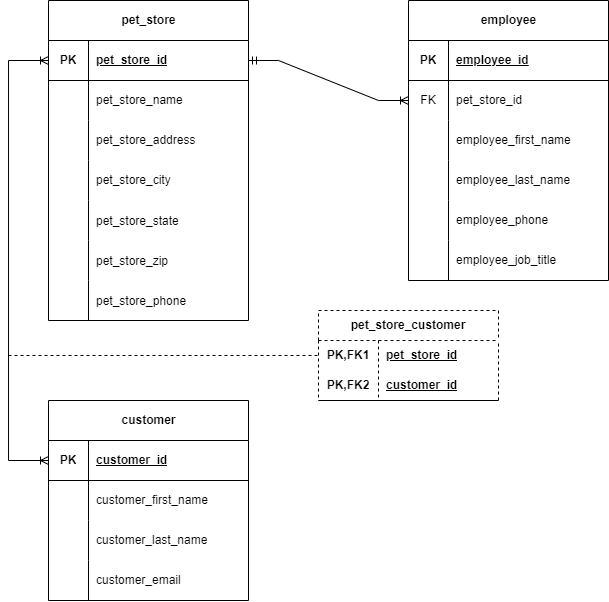 pet_store
PK pet_store_id
pet_store_name
pet_store_address
pet_store_city
pet_store_state
pet_store_zip
pet_store_phone
employee
PK employee_id
FK pet_store_id
employee_first_name
employee_last_name
employee_phone
employee_job_title
pet_store_customer
PK,FK1 pet_store_id
PK,FK2 customer_id
customer
PK customer_id
customer_first_name
customer_last_name
customer_email